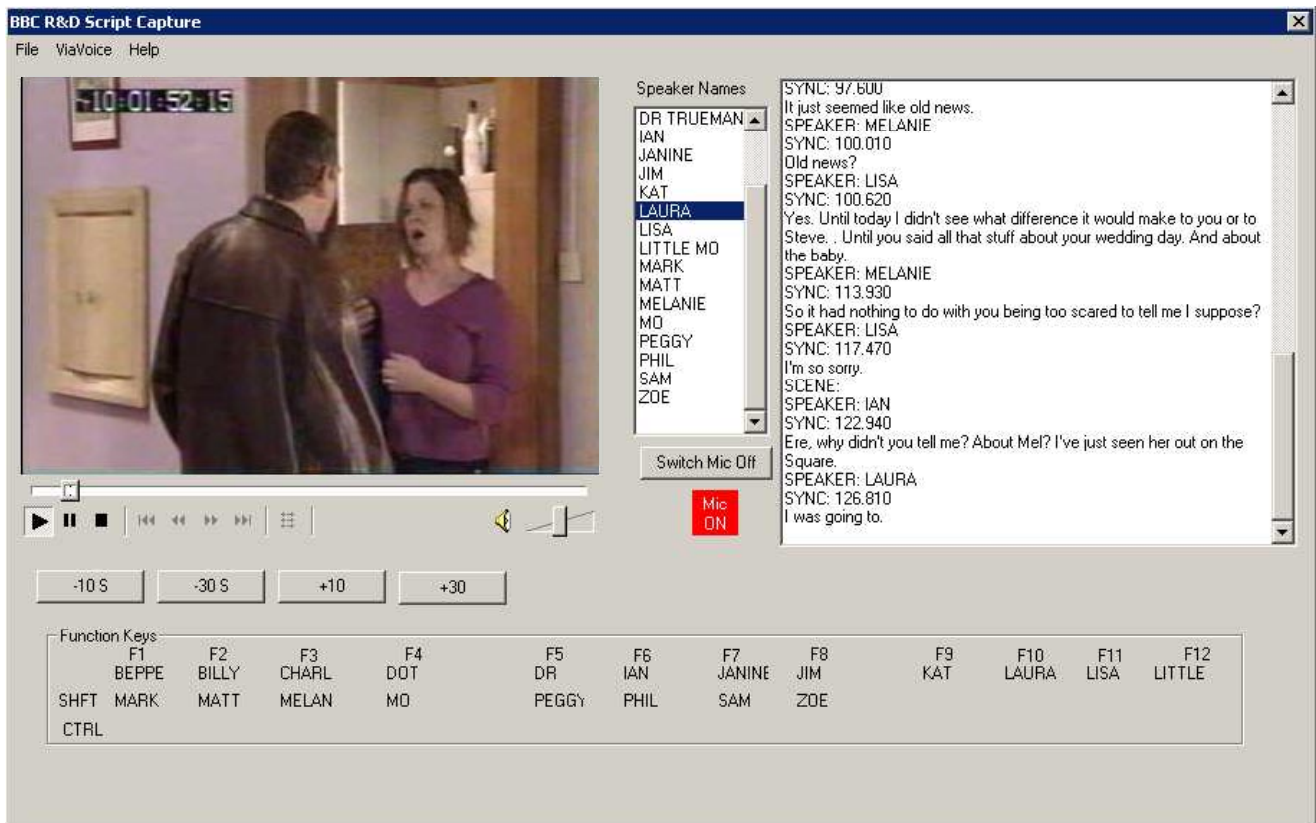 BBC R&D Script Capture
File ViaVoice Help
10:01:52:15
Speaker Names
DR TRUEMAN
IAN
JANINE
JIM
KAT
LAURA
LISA
LITTLE MO
MARK
MATT
MELANIE
MO
PEGGY
PHIL
SAM
ZOE
Switch Mic Off
Mic
ON
SYNC: 97.600
It just seemed like old news.
SPEAKER: MELANIE
SYNC: 100.010
Old news?
SPEAKER: LISA
SYNC: 100.620
Yes. Until today I didn't see what difference it would make to you or to
Steve. . Until you said all that stuff about your wedding day. And about
the baby.
SPEAKER: MELANIE
SYNC: 113.930
So it had nothing to do with you being too scared to tell me I suppose?
SPEAKER: LISA
SYNC: 117.470
I'm so sorry.
SCENE:
SPEAKER: IAN
SYNC: 122.940
Ere, why didn't you tell me? About Mel? I've just seen her out on the
Square.
SPEAKER: LAURA
SYNC: 126.810
I was going to.
-10 S -30 S +10 +30
Function Keys
F1 F2 F3 F4 F5 F6 F7 F8 F9 F10 F11 F12
BEPPE BILLY CHARL DOT DR IAN JANINE JIM KAT LAURA LISA LITTLE
SHFT MARK MATT MELAN MO PEGGY PHIL SAM ZOE
CTRL